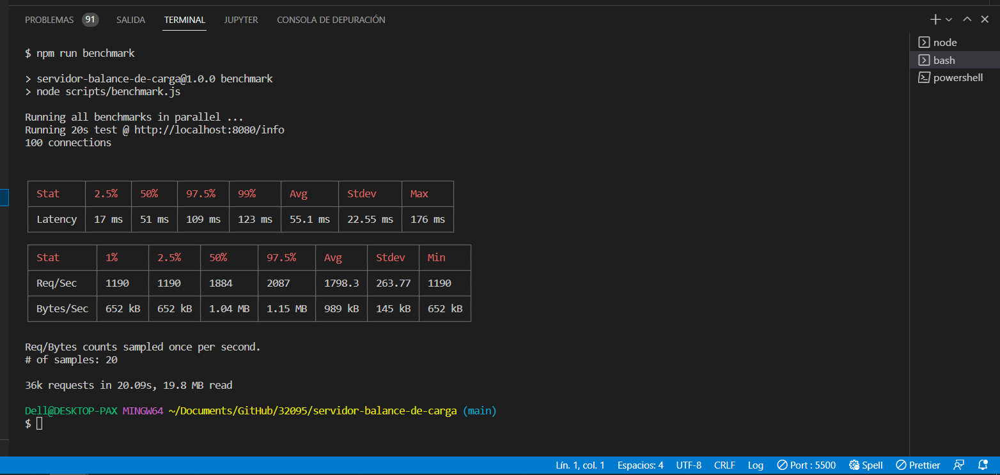 PROBLEMAS 91 SALIDA TERMINAL JUPYTER CONSOLA DE DEPURACIÓN
node
bash
powershell
$ npm run benchmark
> servidor-balance-de-carga@1.0.0 benchmark
> node scripts/benchmark.js
Running all benchmarks in parallel ...
Running 20s test @ http://localhost:8080/info
100 connections
Stat 2.5% 50% 97.5% 99% Avg Stdev Max
Latency 17 ms 51 ms 109 ms 123 ms 55.1 ms 22.55 ms 176 ms
Stat 1% 2.5% 50% 97.5% Avg Stdev Min
Req/Sec 1190 1190 1884 2087 1798.3 263.77 1190
Bytes/Sec 652 kB 652 kB 1.04 MB 1.15 MB 989 kB 145 kB 652 kB
Req/Bytes counts sampled once per second.
# of samples: 20
36k requests in 20.09s, 19.8 MB read
Dell@DESKTOP-PAX MINGW64 ~/Documents/GitHub/32095/servidor-balance-de-carga (main)
$
Lín. 1, col. 1 Espacios: 4 UTF-8 CRLF Log Port : 5500 Spell Prettier